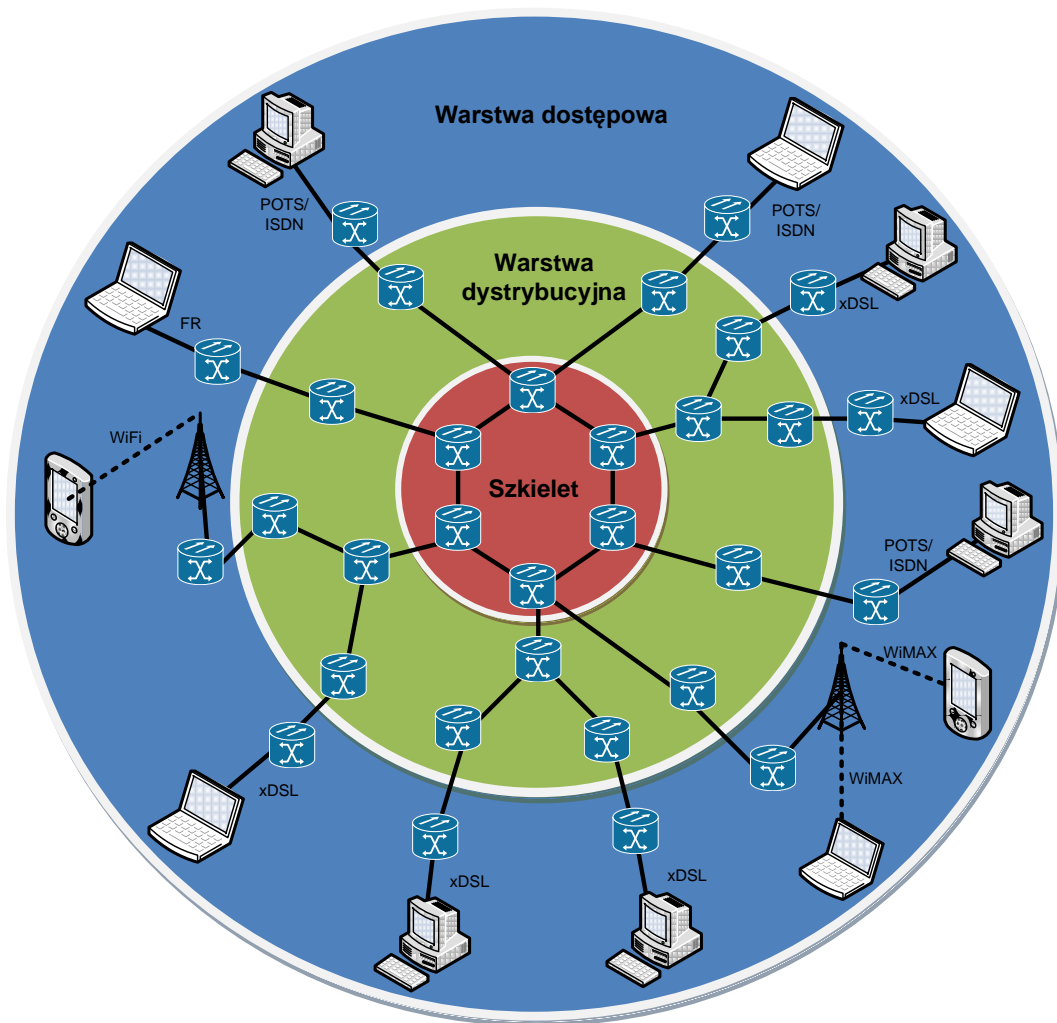 Warstwa dostępowa
POTS/
ISDN
POTS/
ISDN
Warstwa
dystrybucyjna
xDSL
FR
xDSL
WiFi
Szkielet
POTS/
ISDN
WiMAX
WiMAX
xDSL
xDSL
xDSL